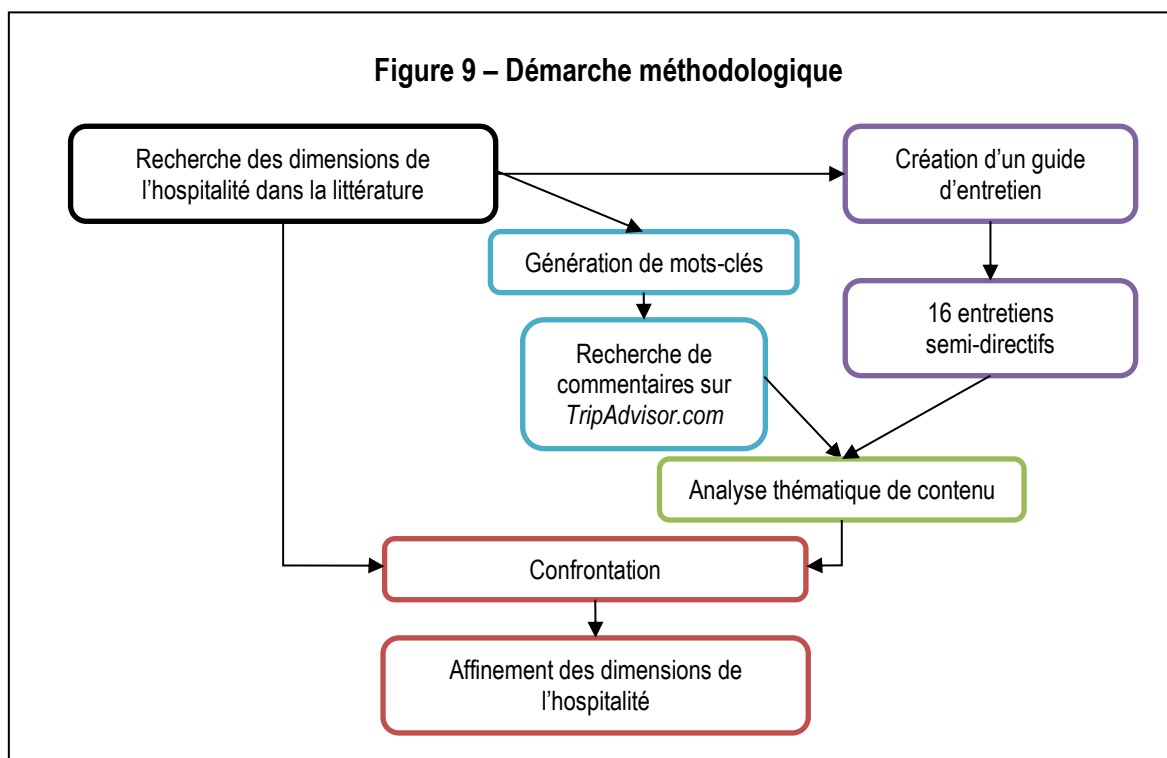 Figure 9 – Démarche méthodologique
Recherche des dimensions de
l’hospitalité dans la littérature
Création d’un guide
d’entretien
Génération de mots-clés
16 entretiens
semi-directifs
Recherche de
commentaires sur
TripAdvisor.com
Analyse thématique de contenu
Confrontation
Affinement des dimensions de
l’hospitalité